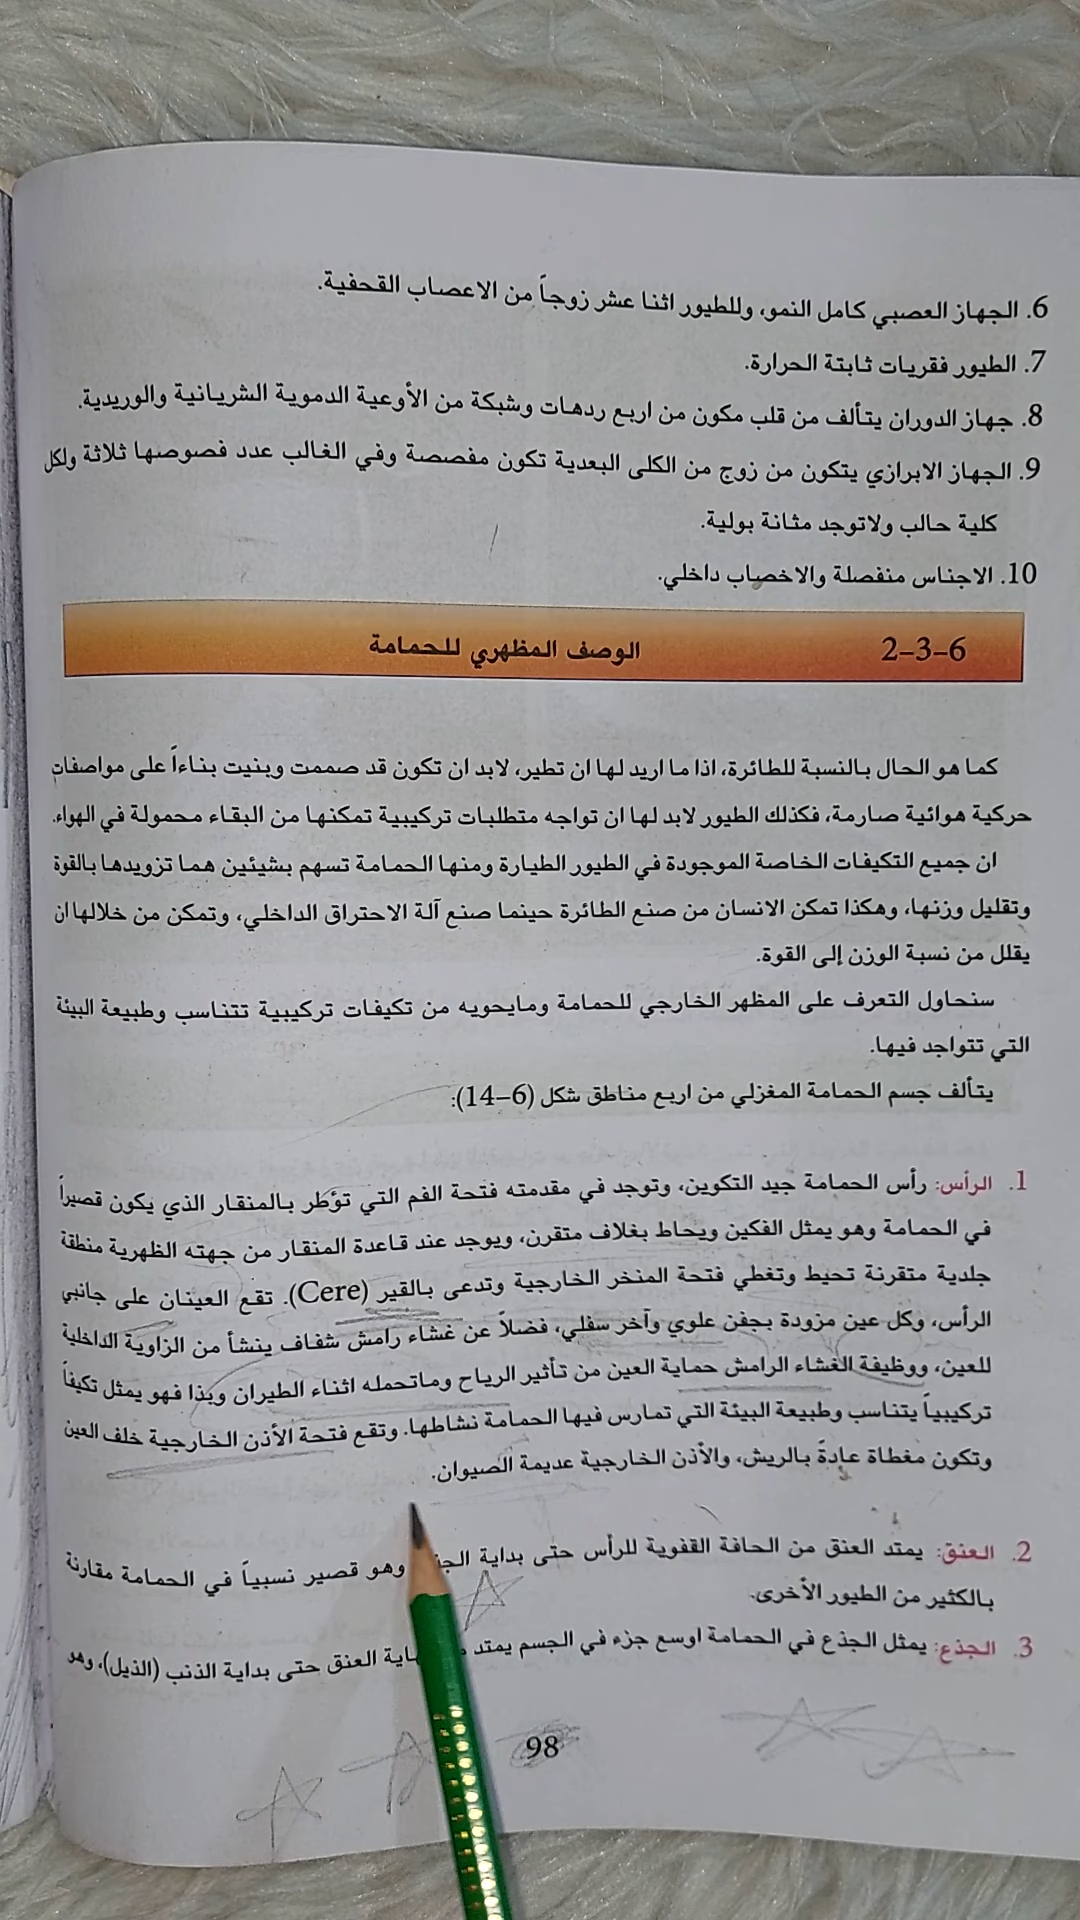 6. الجهاز العصبي كامل النمو، وللطيور اثنا عشر زوجاً من الاعصاب القحفية.
7. الطيور فقريات ثابتة الحرارة.
8. جهاز الدوران يتألف من قلب مكون من اربع ردهات وشبكة من الأوعية الدموية الشريانية والوريدية.
9. الجهاز الابرازي يتكون من زوج من الكلى البعدية تكون مفصصة وفي الغالب عدد فصوصها ثلاثة ولكل
كلية حالب ولاتوجد مثانة بولية.
10. الاجناس منفصلة والاخصاب داخلي.
2-3-6 الوصف المظهري للحمامة
كما هو الحال بالنسبة للطائرة، اذا ما اريد لها ان تطير، لابد ان تكون قد صممت وبنيت بناءاً على مواصفات
حركية هوائية صارمة، فكذلك الطيور لابد لها ان تواجه متطلبات تركيبية تمكنها من البقاء محمولة في الهواء.
ان جميع التكيفات الخاصة الموجودة في الطيور الطيارة ومنها الحمامة تسهم بشيئين هما تزويدها بالقوة
وتقليل وزنها، وهكذا تمكن الانسان من صنع الطائرة حينما صنع آلة الاحتراق الداخلي، وتمكن من خلالها ان
يقلل من نسبة الوزن إلى القوة.
سنحاول التعرف على المظهر الخارجي للحمامة ومايحويه من تكيفات تركيبية تتناسب وطبيعة البيئة
التي تتواجد فيها.
يتألف جسم الحمامة المغزلي من اربع مناطق شكل (6-14):
1. الرأس: رأس الحمامة جيد التكوين، وتوجد في مقدمته فتحة الفم التي تؤطر بالمنقار الذي يكون قصيراً
في الحمامة وهو يمثل الفكين ويحاط بغلاف متقرن، ويوجد عند قاعدة المنقار من جهته الظهرية منطقة
جلدية متقرنة تحيط وتغطي فتحة المنخر الخارجية وتدعى بالقير (Cere). تقع العينان على جانبي
الرأس، وكل عين مزودة بجفن علوي وآخر سفلي، فضلاً عن غشاء رامش شفاف ينشأ من الزاوية الداخلية
للعين، ووظيفة الغشاء الرامش حماية العين من تأثير الرياح وماتحمله اثناء الطيران وبذا فهو يمثل تكيفاً
تركيبياً يتناسب وطبيعة البيئة التي تمارس فيها الحمامة نشاطها. وتقع فتحة الأذن الخارجية خلف العين
وتكون مغطاة عادةً بالريش، والأذن الخارجية عديمة الصيوان.
2. العنق: يمتد العنق من الحافة القفوية للرأس حتى بداية وهو قصير نسبياً في الحمامة مقارنة
بالكثير من الطيور الأخرى.
3. الجذع: يمثل الجذع في الحمامة اوسع جزء في الجسم يمتد العنق حتى بداية الذنب (الذيل)، وهو
98